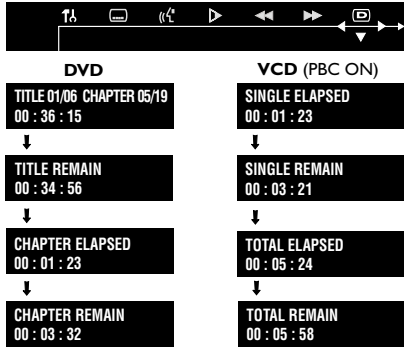 DVD
TITLE 01/06 CHAPTER 05/19
00 : 36 : 15
TITLE REMAIN
00 : 34 : 56
CHAPTER ELAPSED
00 : 01 : 23
CHAPTER REMAIN
00 : 03 : 32
VCD (PBC ON)
SINGLE ELAPSED
00 : 01 : 23
SINGLE REMAIN
00 : 03 : 21
TOTAL ELAPSED
00 : 05 : 24
TOTAL REMAIN
00 : 05 : 58